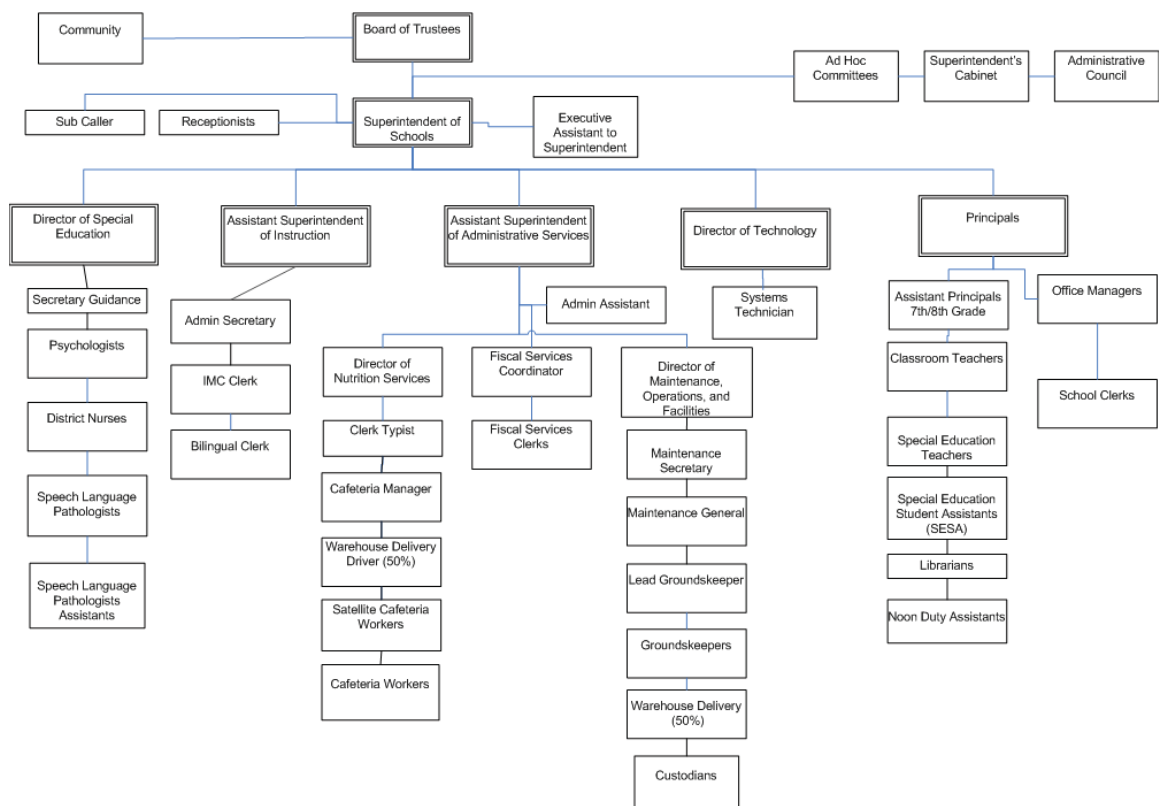 Community
Board of Trustees
Ad Hoc
Committees
Superintendent's
Cabinet
Administrative
Council
Sub Caller
Receptionists
Superintendent of
Schools
Executive
Assistant to
Superintendent
Director of Special
Education
Assistant Superintendent
of Instruction
Assistant Superintendent
of Administrative Services
Director of Technology
Principals
Secretary Guidance
Psychologists
District Nurses
Speech Language
Pathologists
Speech Language
Pathologists
Assistants
Admin Secretary
IMC Clerk
Bilingual Clerk
Admin Assistant
Director of
Nutrition Services
Clerk Typist
Cafeteria Manager
Warehouse Delivery
Driver (50%)
Satellite Cafeteria
Workers
Cafeteria Workers
Fiscal Services
Coordinator
Fiscal Services
Clerks
Director of
Maintenance,
Operations, and
Facilities
Maintenance
Secretary
Maintenance General
Lead Groundskeeper
Groundskeepers
Warehouse Delivery
(50%)
Custodians
Systems
Technician
Assistant Principals
7th/8th Grade
Classroom Teachers
Special Education
Teachers
Special Education
Student Assistants
(SESA)
Librarians
Noon Duty Assistants
Office Managers
School Clerks